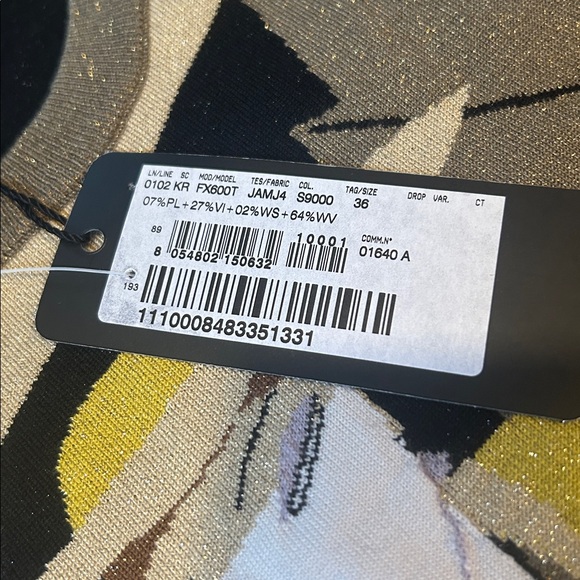 LN/LINE SC MOD/MODEL TES/FABRIC COL. TAG/SIZE DROP VAR. CT
0102 KR FX600T JAMJ4 S9000 36
07%PL+27%VI+02%WS+64%WV
89 10001 COMM.N°
8 054802 150632 01640 A
193
1110008483351331